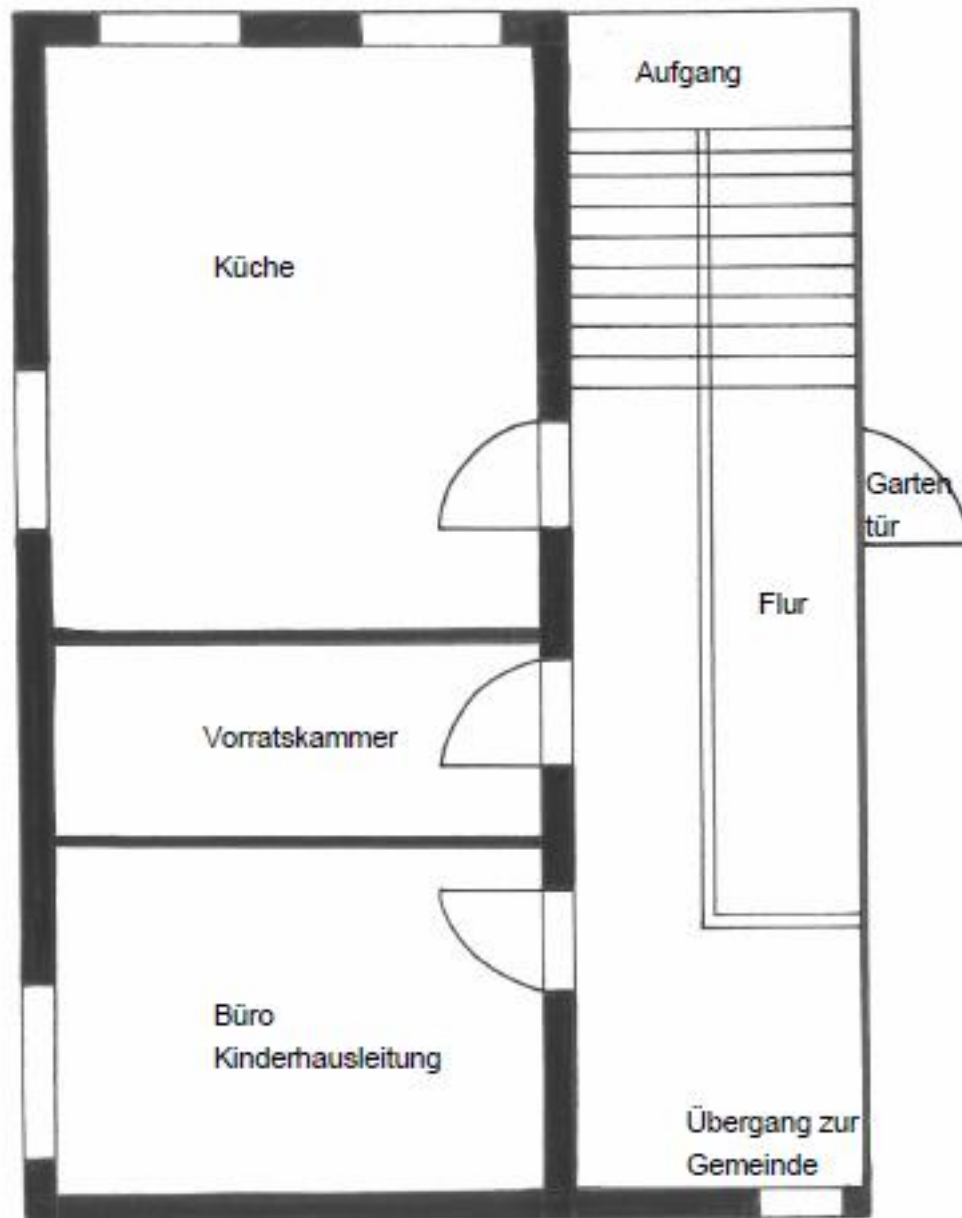 Aufgang
Küche
Garten
tür
Flur
Vorratskammer
Büro
Kinderhausleitung
Übergang zur
Gemeinde